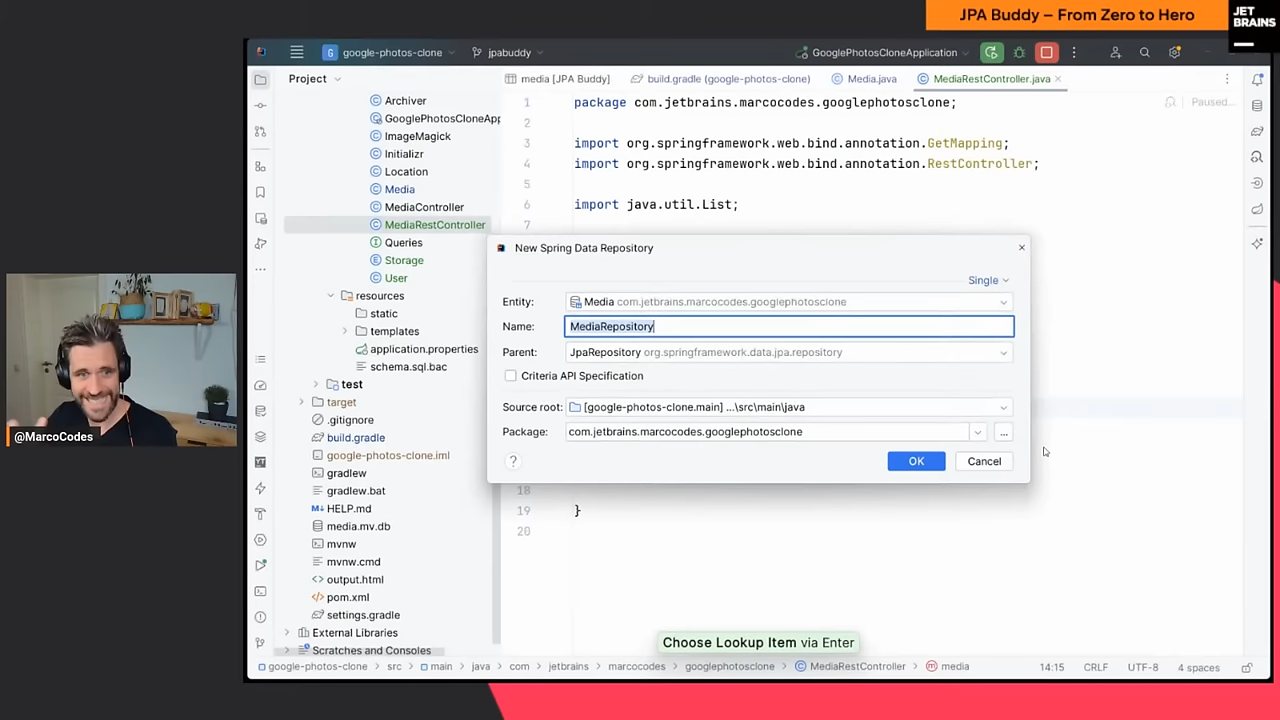 JPA Buddy – From Zero to Hero
JET
BRAINS
google-photos-clone
jpabuddy
GooglePhotosCloneApplication
Project
media [JPA Buddy]
build.gradle (google-photos-clone)
Media.java
MediaRestController.java
Archiver
GooglePhotosCloneApp
ImageMagick
Initializr
Location
Media
MediaController
MediaRestController
Queries
Storage
User
resources
static
templates
application.properties
schema.sql.bac
test
target
.gitignore
build.gradle
google-photos-clone.iml
gradlew
gradlew.bat
HELP.md
media.mv.db
mvnw
mvnw.cmd
output.html
pom.xml
settings.gradle
External Libraries
Scratches and Consoles
1 package com.jetbrains.marcocodes.googlephotosclone;
Paused...
2
3 import org.springframework.web.bind.annotation.GetMapping;
4 import org.springframework.web.bind.annotation.RestController;
5
6 import java.util.List;
7
New Spring Data Repository
Single
Entity: Media com.jetbrains.marcocodes.googlephotosclone
Name: MediaRepository
Parent: JpaRepository org.springframework.data.jpa.repository
Criteria API Specification
Source root: [google-photos-clone.main] ...\src\main\java
Package: com.jetbrains.marcocodes.googlephotosclone
...
?
OK
Cancel
18
19 }
20
@MarcoCodes
Choose Lookup Item via Enter
google-photos-clone
src
main
java
com
jetbrains
marcocodes
googlephotosclone
MediaRestController
media
14:15
CRLF
UTF-8
4 spaces